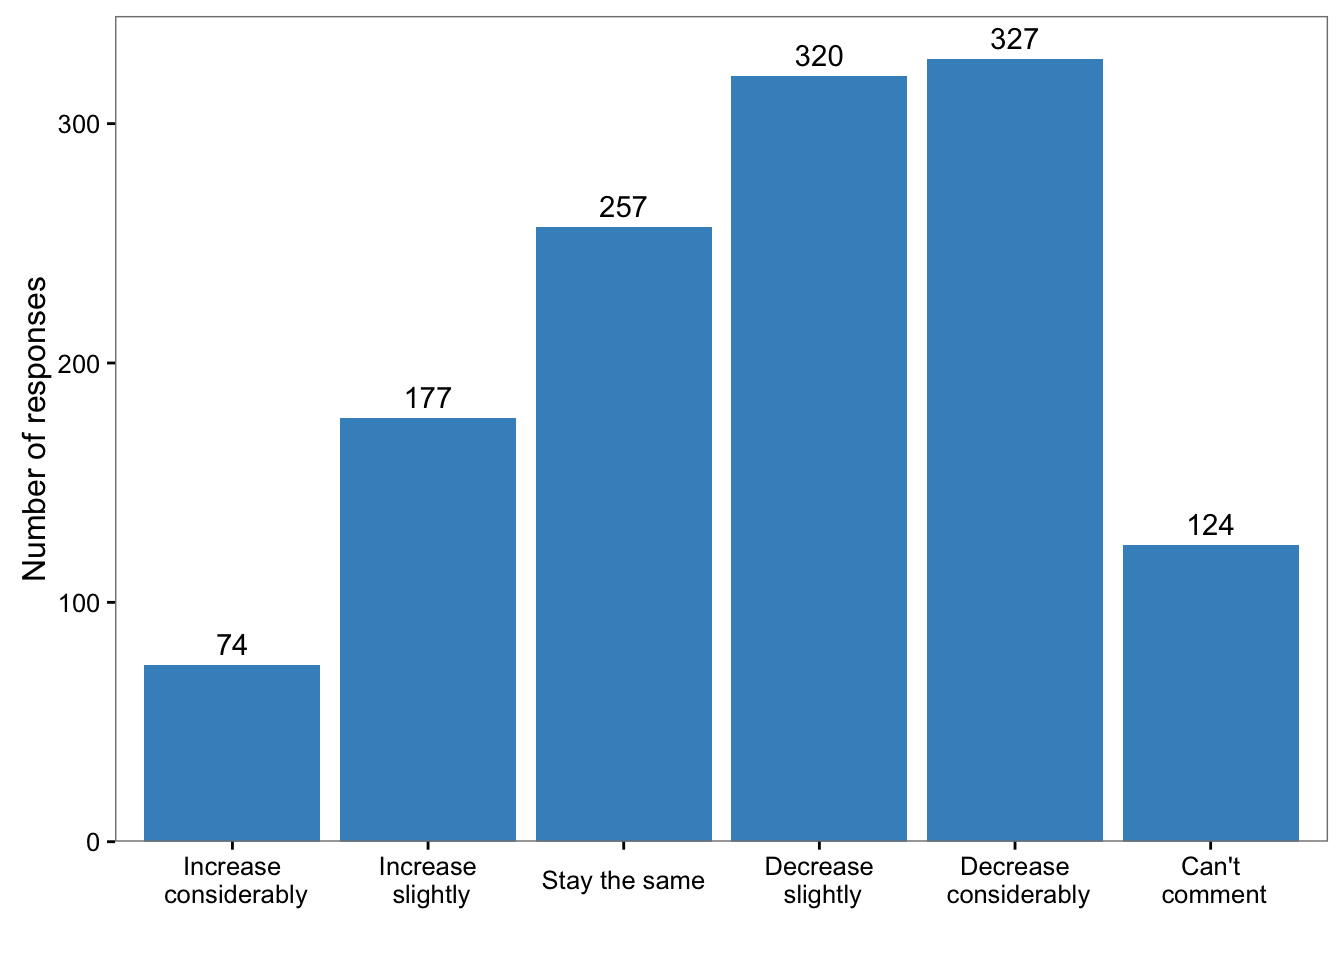 Number of responses
300
200
100
0
74
177
257
320
327
124
Increase
considerably
Increase
slightly
Stay the same
Decrease
slightly
Decrease
considerably
Can't
comment